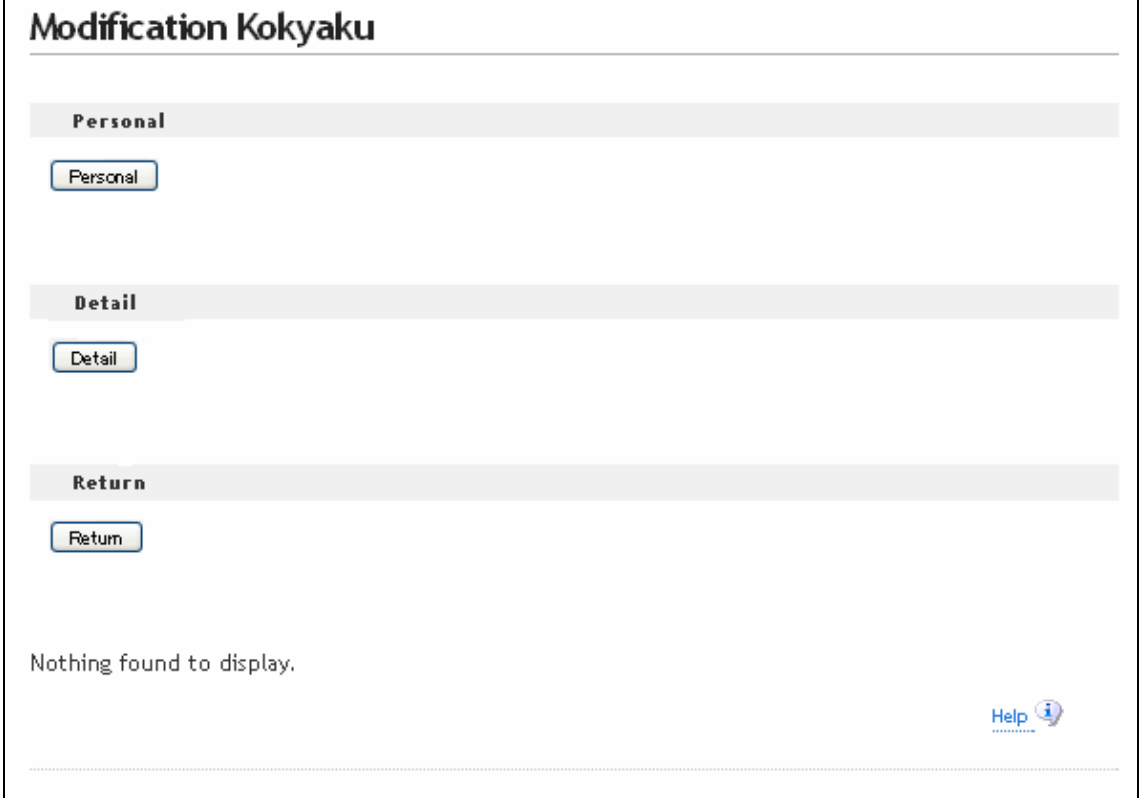 Modification Kokyaku
Personal
Personal
Detail
Detail
Return
Return
Nothing found to display.
Help